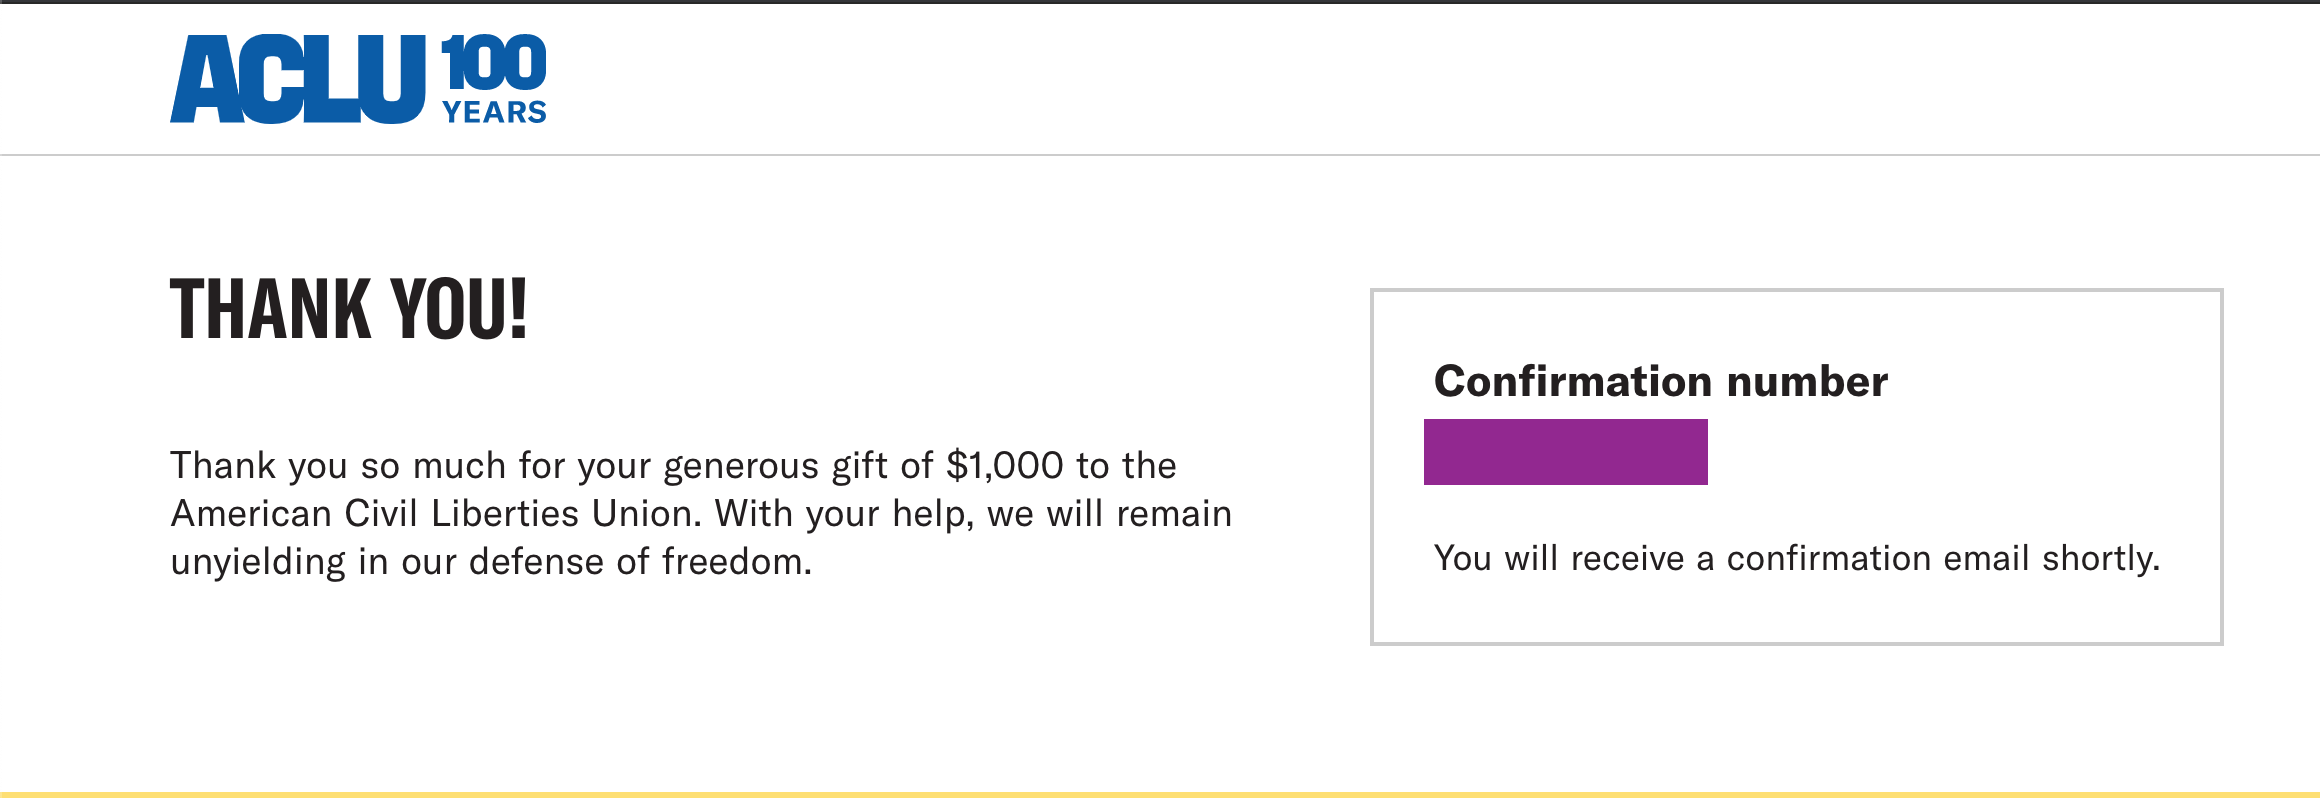 ACLU 100
YEARS
THANK YOU!
Thank you so much for your generous gift of $1,000 to the
American Civil Liberties Union. With your help, we will remain
unyielding in our defense of freedom.
Confirmation number
You will receive a confirmation email shortly.